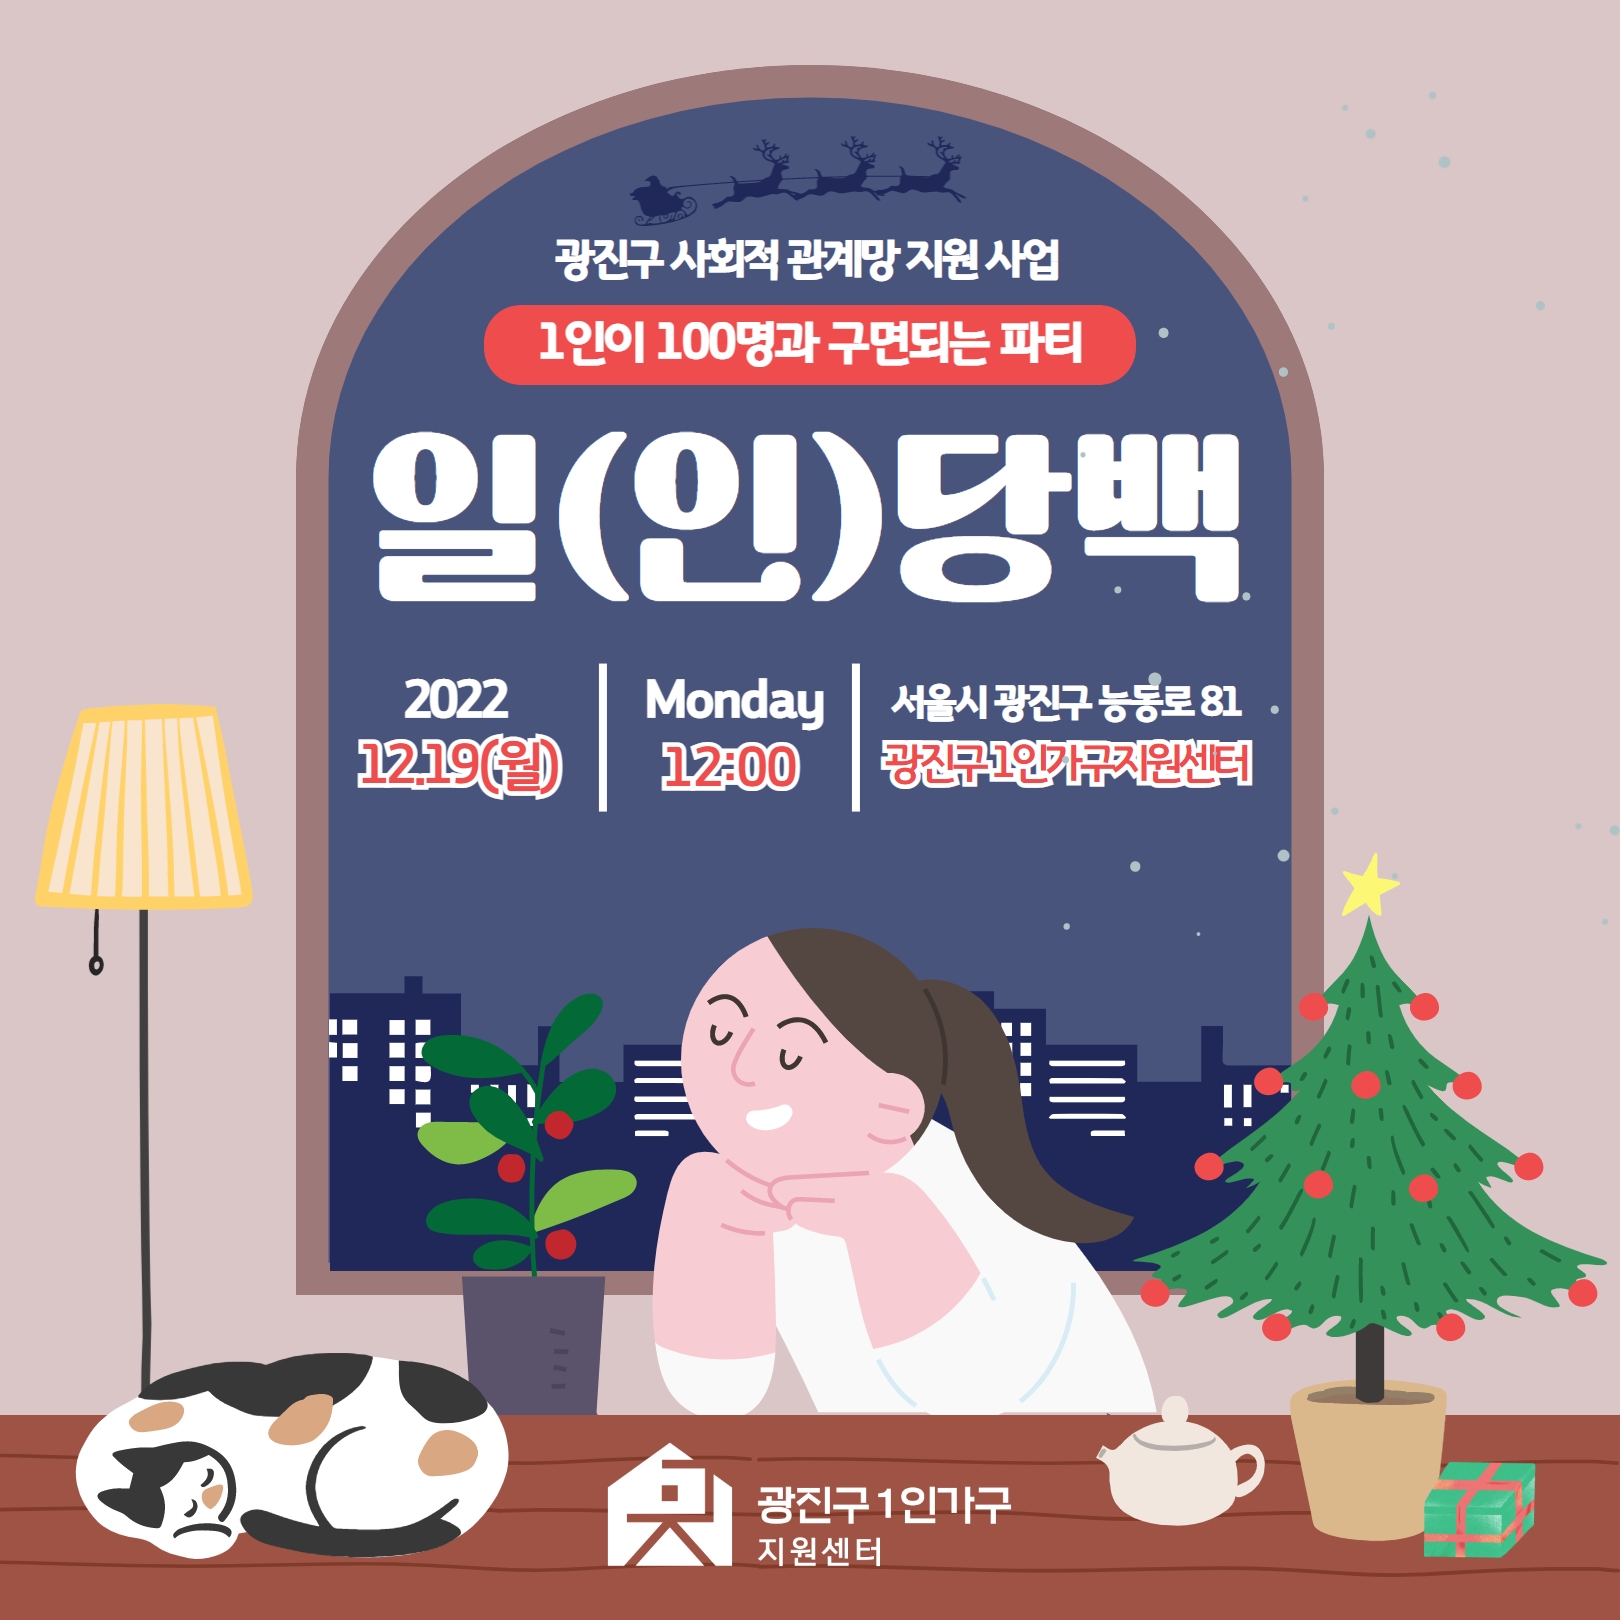 광진구 사회적 관계망 지원 사업
1인이 100명과 구면되는 파티
일(인)당백
2022
12.19(월)
Monday
12:00
서울시 광진구 능동로 81
광진구1인가구지원센터
광진구 1인가구
지원센터